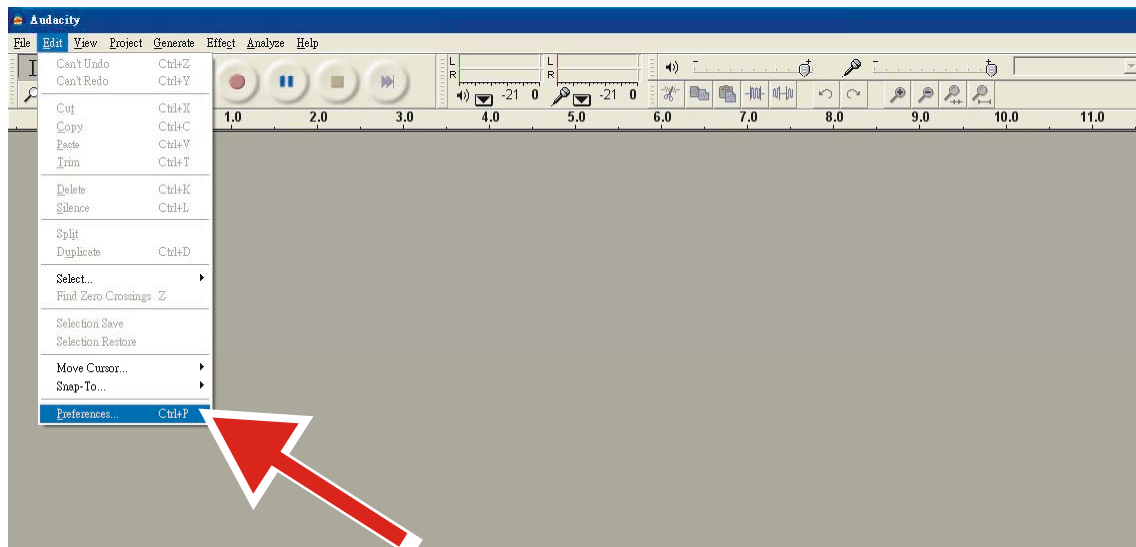 Audacity
File Edit View Project Generate Effect Analyze Help
Can't Undo Ctrl+Z
Can't Redo Ctrl+Y
Cut Ctrl+X
Copy Ctrl+C
Paste Ctrl+V
Trim Ctrl+T
Delete Ctrl+K
Silence Ctrl+L
Split
Duplicate Ctrl+D
Select...
Find Zero Crossings Z
Selection Save
Selection Restore
Move Cursor...
Snap-To...
Preferences... Ctrl+P
L L
R R
-21 0 -21 0
1.0 2.0 3.0 4.0 5.0 6.0 7.0 8.0 9.0 10.0 11.0